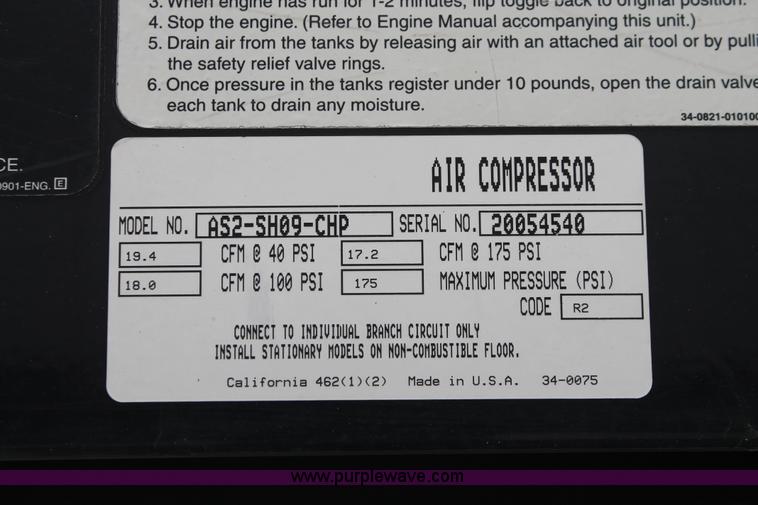 3. When engine has run for 1-2 minutes, flip toggle back to original position.
4. Stop the engine. (Refer to Engine Manual accompanying this unit.)
5. Drain air from the tanks by releasing air with an attached air tool or by pulli
the safety relief valve rings.
6. Once pressure in the tanks register under 10 pounds, open the drain valve
each tank to drain any moisture.
34-0821-010100
CE.
0901-ENG. E
AIR COMPRESSOR
MODEL NO. AS2-SH09-CHP SERIAL NO. 20054540
19.4 CFM @ 40 PSI 17.2 CFM @ 175 PSI
18.0 CFM @ 100 PSI 175 MAXIMUM PRESSURE (PSI)
CODE R2
CONNECT TO INDIVIDUAL BRANCH CIRCUIT ONLY
INSTALL STATIONARY MODELS ON NON-COMBUSTIBLE FLOOR.
California 462(1)(2) Made in U.S.A. 34-0075
www.purplewave.com